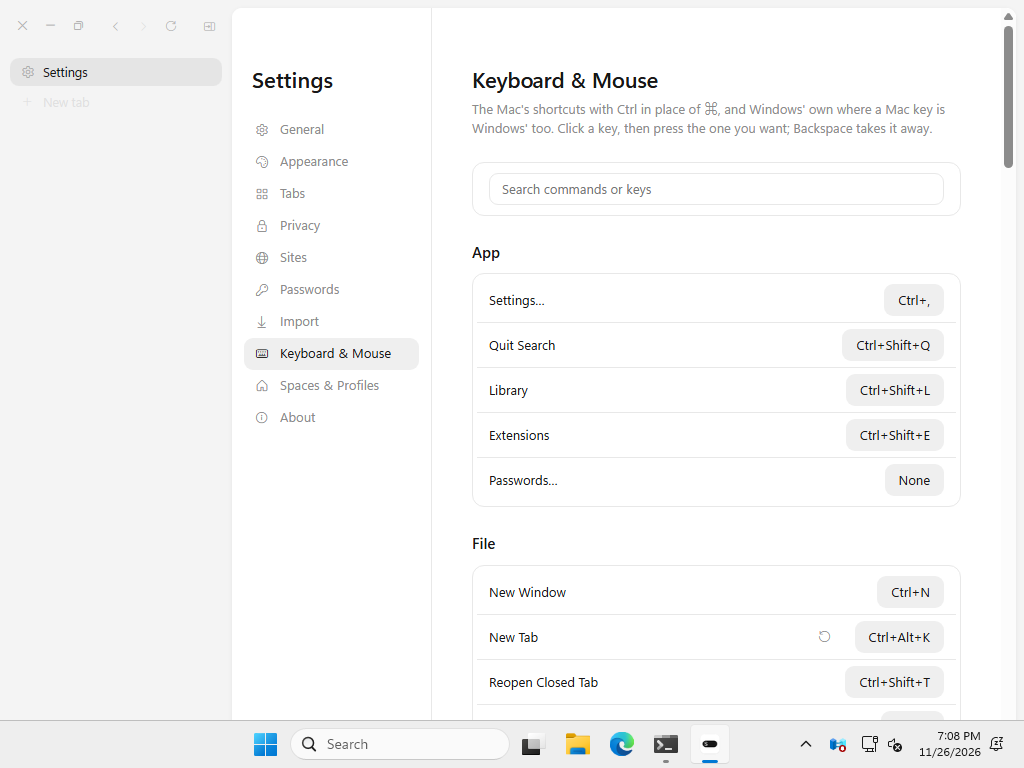 Settings
New tab
Settings
General
Appearance
Tabs
Privacy
Sites
Passwords
Import
Keyboard & Mouse
Spaces & Profiles
About
Keyboard & Mouse
The Mac's shortcuts with Ctrl in place of ⌘, and Windows' own where a Mac key is
Windows' too. Click a key, then press the one you want; Backspace takes it away.
Search commands or keys
App
Settings... Ctrl+,
Quit Search Ctrl+Shift+Q
Library Ctrl+Shift+L
Extensions Ctrl+Shift+E
Passwords... None
File
New Window Ctrl+N
New Tab Ctrl+Alt+K
Reopen Closed Tab Ctrl+Shift+T
Search
7:08 PM
11/26/2026